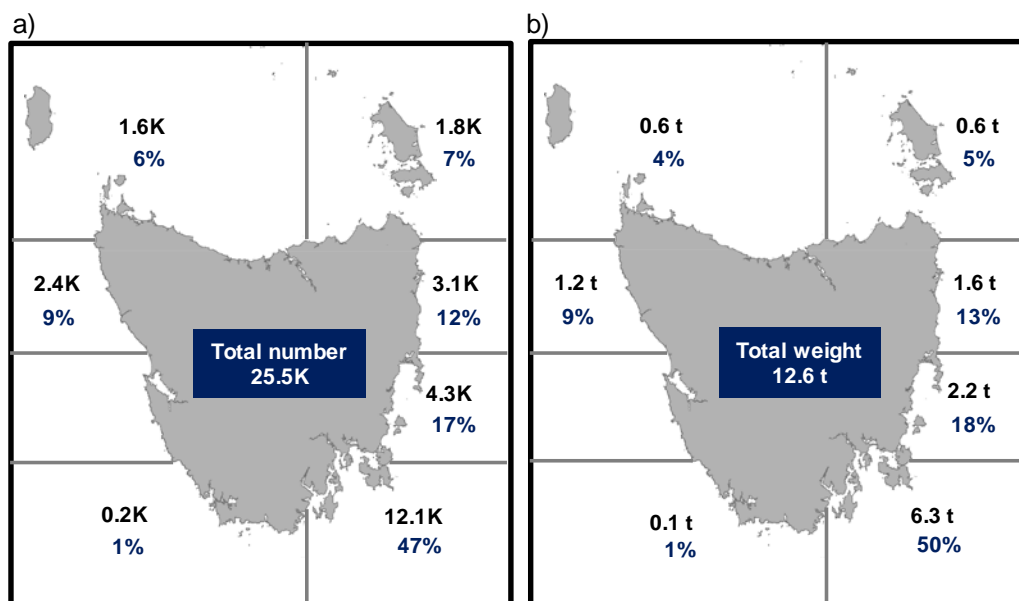 a)
1.6K
6%
1.8K
7%
2.4K
9%
3.1K
12%
Total number
25.5K
4.3K
17%
0.2K
1%
12.1K
47%
b)
0.6 t
4%
0.6 t
5%
1.2 t
9%
1.6 t
13%
Total weight
12.6 t
2.2 t
18%
0.1 t
1%
6.3 t
50%